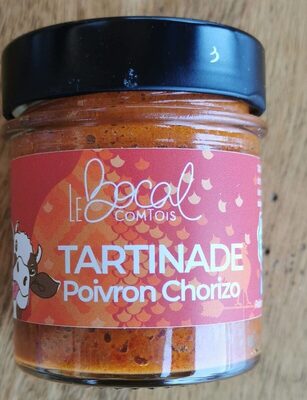 LE Bocal
COMTOIS
TARTINADE
Poivron Chorizo